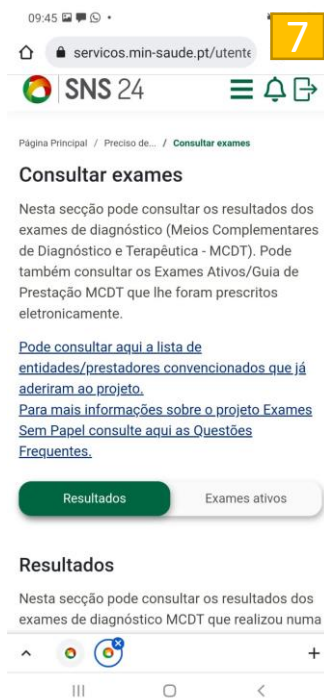 09:45
7
servicos.min-saude.pt/utente
SNS 24
Página Principal / Preciso de... / Consultar exames
Consultar exames
Nesta secção pode consultar os resultados dos
exames de diagnóstico (Meios Complementares
de Diagnóstico e Terapêutica - MCDT). Pode
também consultar os Exames Ativos/Guia de
Prestação MCDT que lhe foram prescritos
eletronicamente.
Pode consultar aqui a lista de
entidades/prestadores convencionados que já
aderiram ao projeto.
Para mais informações sobre o projeto Exames
Sem Papel consulte aqui as Questões
Frequentes.
Resultados Exames ativos
Resultados
Nesta secção pode consultar os resultados dos
exames de diagnóstico MCDT que realizou numa